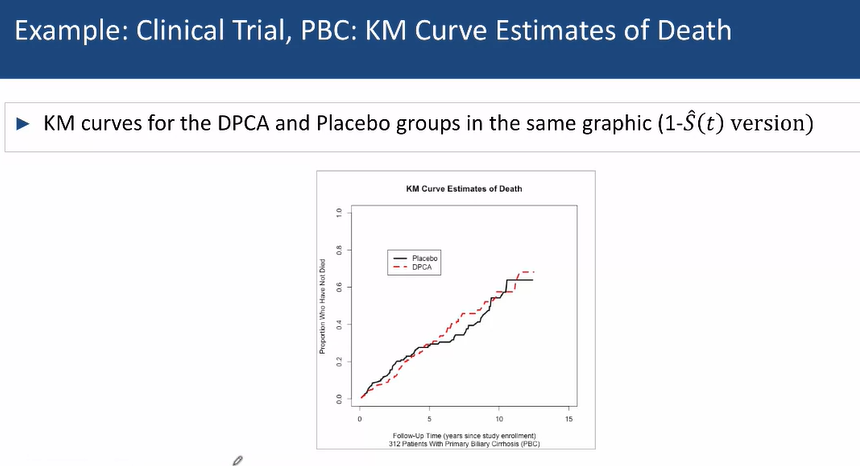 Example: Clinical Trial, PBC: KM Curve Estimates of Death
► KM curves for the DPCA and Placebo groups in the same graphic (1-Ŝ(t) version)
KM Curve Estimates of Death
Proportion Who Have Not Died
1.0
0.8
0.6
0.4
0.2
0.0
Placebo
DPCA
0 5 10 15
Follow-Up Time (years since study enrollment)
312 Patients With Primary Biliary Cirrhosis (PBC)